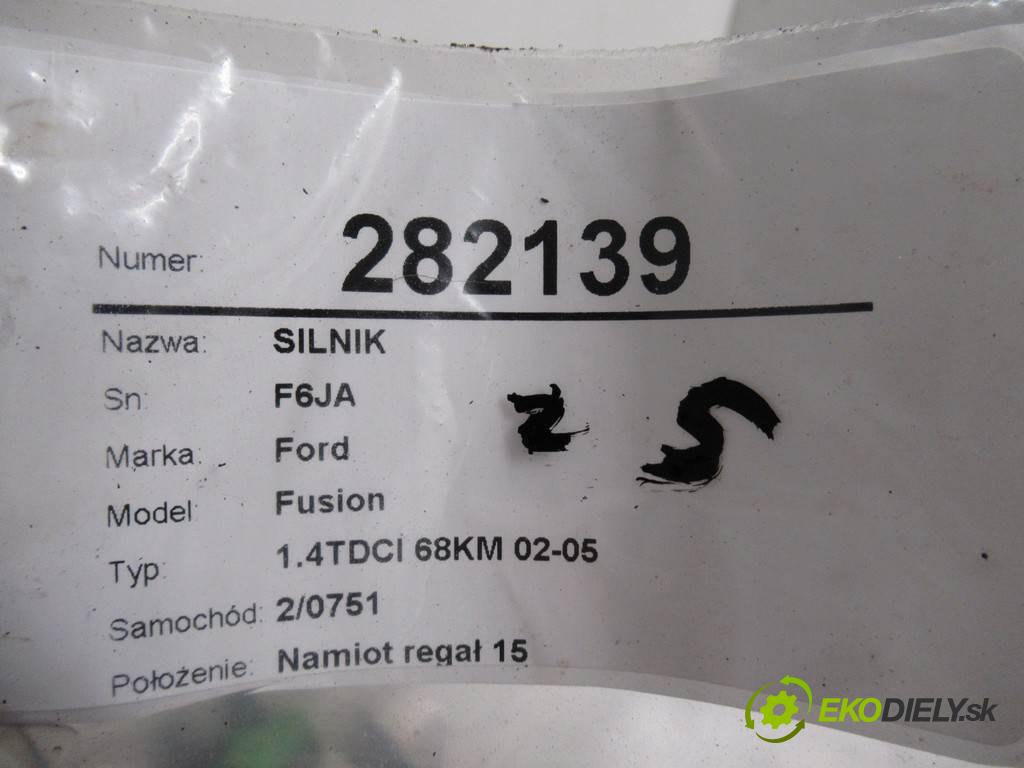 Numer: 282139
Nazwa: SILNIK
Sn: F6JA
Marka: Ford
Model: Fusion
Typ: 1.4TDCI 68KM 02-05
Samochód: 2/0751
Położenie: Namiot regał 15
EKODIELY.sk